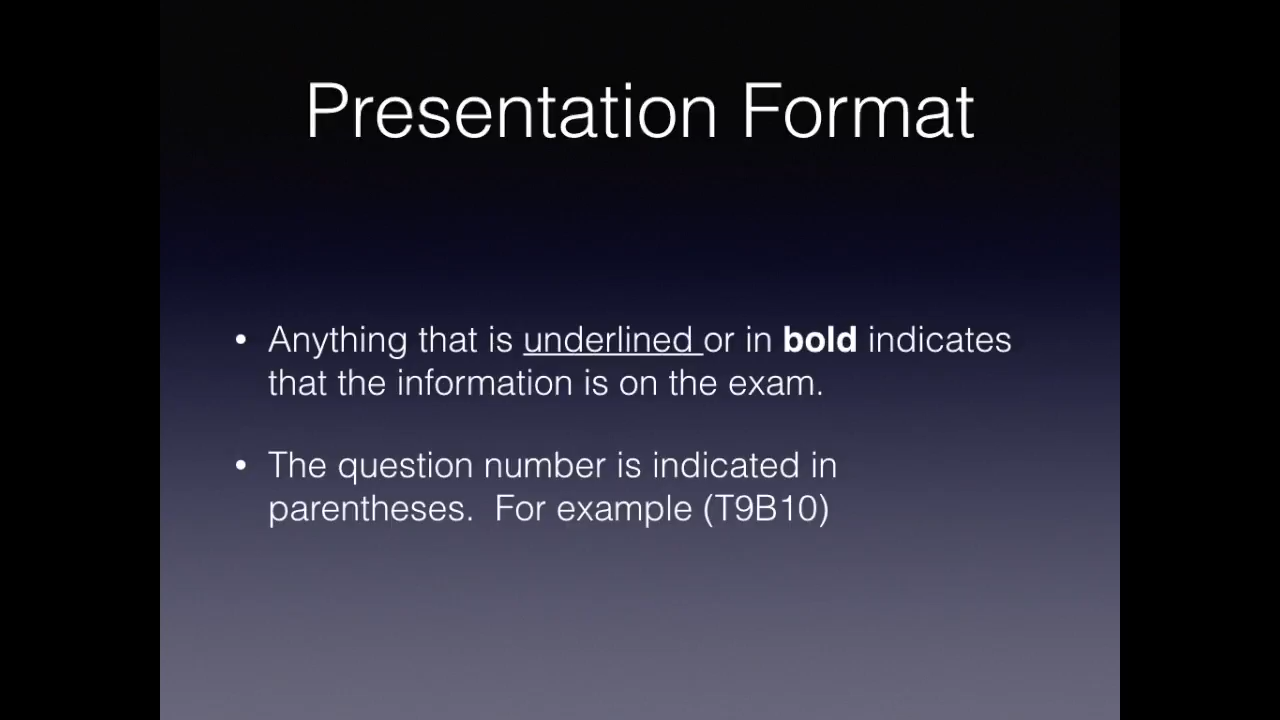 Presentation Format
• Anything that is underlined or in bold indicates
that the information is on the exam.
• The question number is indicated in
parentheses.  For example (T9B10)